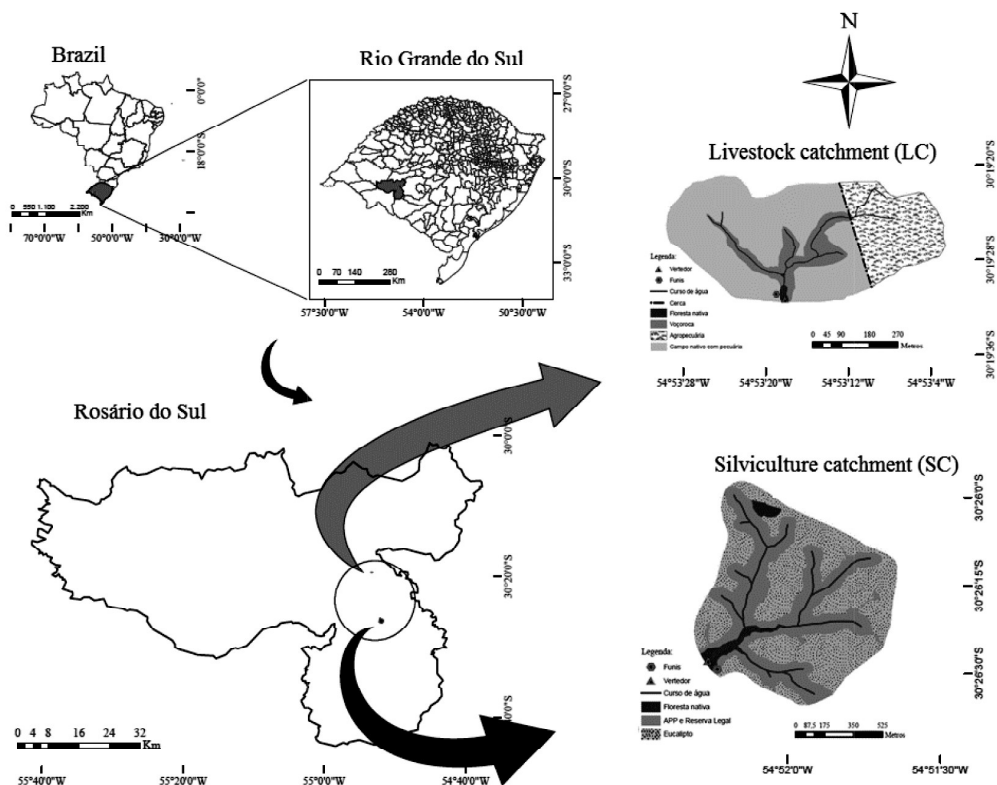 Brazil
0°0'0"
18°0'0"S
0 550 1.100 2.200
Km
70°0'0"W 50°0'0"W 30°0'0"W
Rio Grande do Sul
27°0'0"S
30°0'0"S
33°0'0"S
0 70 140 280
Km
57°30'0"W 54°0'0"W 50°30'0"W
N
Livestock catchment (LC)
30°19'20"S
30°19'28"S
30°19'36"S
Legenda:
Vertedor
Funis
Curso de água
Cerca
Floresta nativa
Voçoroca
Agropecuária
Campo nativo com pecuária
0 45 90 180 270
Metros
54°53'28"W 54°53'20"W 54°53'12"W 54°53'4"W
Rosário do Sul
30°0'0"S
30°20'0"S
0 4 8 16 24 32
Km
55°40'0"W 55°20'0"W 55°0'0"W 54°40'0"W
Silviculture catchment (SC)
30°26'0"S
30°26'15"S
30°26'30"S
Legenda:
Funis
Vertedor
Curso de água
Floresta nativa
APP e Reserva Legal
Eucalipto
0 87,5 175 350 525
Metros
54°52'0"W 54°51'30"W